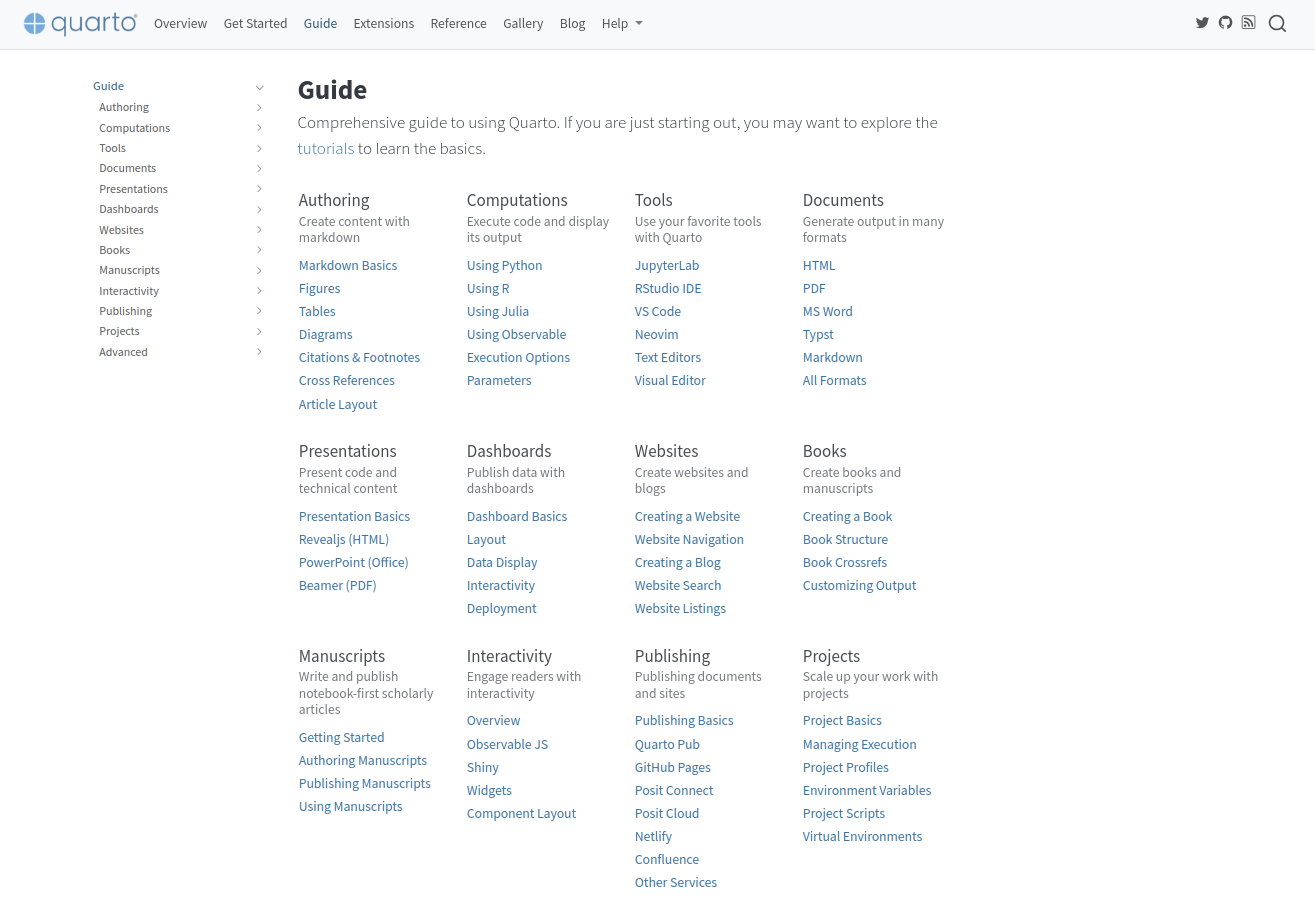 quarto
Overview Get Started Guide Extensions Reference Gallery Blog Help
Guide
Authoring
Computations
Tools
Documents
Presentations
Dashboards
Websites
Books
Manuscripts
Interactivity
Publishing
Projects
Advanced
Guide
Comprehensive guide to using Quarto. If you are just starting out, you may want to explore the
tutorials to learn the basics.
Authoring
Create content with
markdown
Markdown Basics
Figures
Tables
Diagrams
Citations & Footnotes
Cross References
Article Layout
Computations
Execute code and display
its output
Using Python
Using R
Using Julia
Using Observable
Execution Options
Parameters
Tools
Use your favorite tools
with Quarto
JupyterLab
RStudio IDE
VS Code
Neovim
Text Editors
Visual Editor
Documents
Generate output in many
formats
HTML
PDF
MS Word
Typst
Markdown
All Formats
Presentations
Present code and
technical content
Presentation Basics
Revealjs (HTML)
PowerPoint (Office)
Beamer (PDF)
Dashboards
Publish data with
dashboards
Dashboard Basics
Layout
Data Display
Interactivity
Deployment
Websites
Create websites and
blogs
Creating a Website
Website Navigation
Creating a Blog
Website Search
Website Listings
Books
Create books and
manuscripts
Creating a Book
Book Structure
Book Crossrefs
Customizing Output
Manuscripts
Write and publish
notebook-first scholarly
articles
Getting Started
Authoring Manuscripts
Publishing Manuscripts
Using Manuscripts
Interactivity
Engage readers with
interactivity
Overview
Observable JS
Shiny
Widgets
Component Layout
Publishing
Publishing documents
and sites
Publishing Basics
Quarto Pub
GitHub Pages
Posit Connect
Posit Cloud
Netlify
Confluence
Other Services
Projects
Scale up your work with
projects
Project Basics
Managing Execution
Project Profiles
Environment Variables
Project Scripts
Virtual Environments